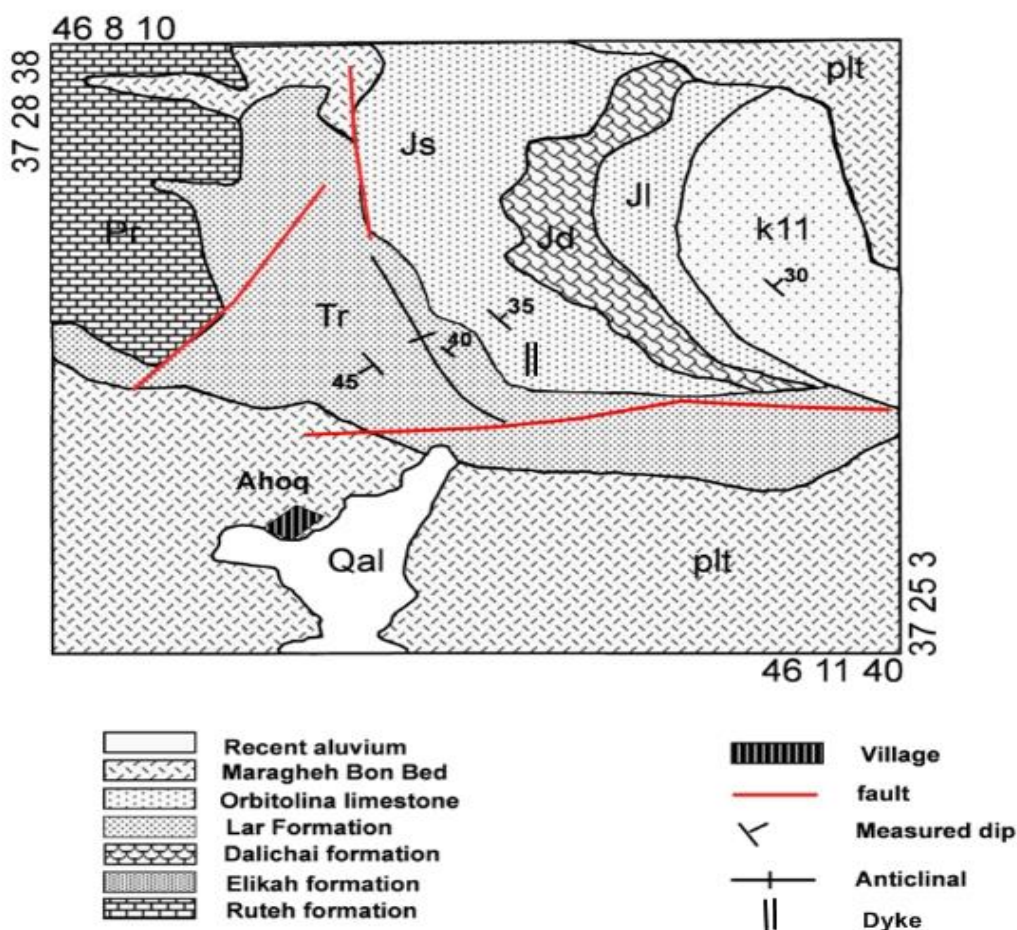 46 8 10
37 28 38
plt
Js
Jl
Pr
Jd
k11
30
35
Tr
40
45
Ahoq
Qal
plt
37 25 3
46 11 40
Recent aluvium
Maragheh Bon Bed
Orbitolina limestone
Lar Formation
Dalichai formation
Elikah formation
Ruteh formation
Village
fault
Measured dip
Anticlinal
Dyke